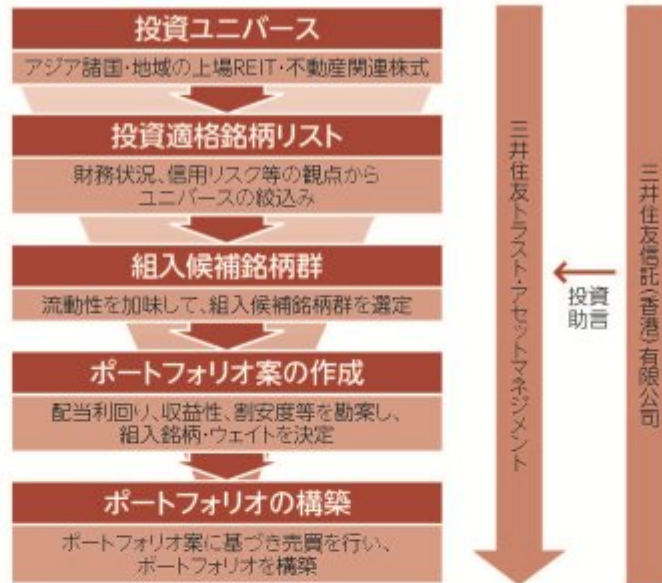 投資ユニバース
アジア諸国・地域の上場REIT・不動産関連株式
投資適格銘柄リスト
財務状況、信用リスク等の観点から
ユニバースの絞込み
組入候補銘柄群
流動性を加味して、組入候補銘柄群を選定
ポートフォリオ案の作成
配当利回り、収益性、割安度等を勘案し、
組入銘柄・ウェイトを決定
ポートフォリオの構築
ポートフォリオ案に基づき売買を行い、
ポートフォリオを構築
三井住友トラスト・アセットマネジメント
投資
助言
三井住友信託(香港)有限公司